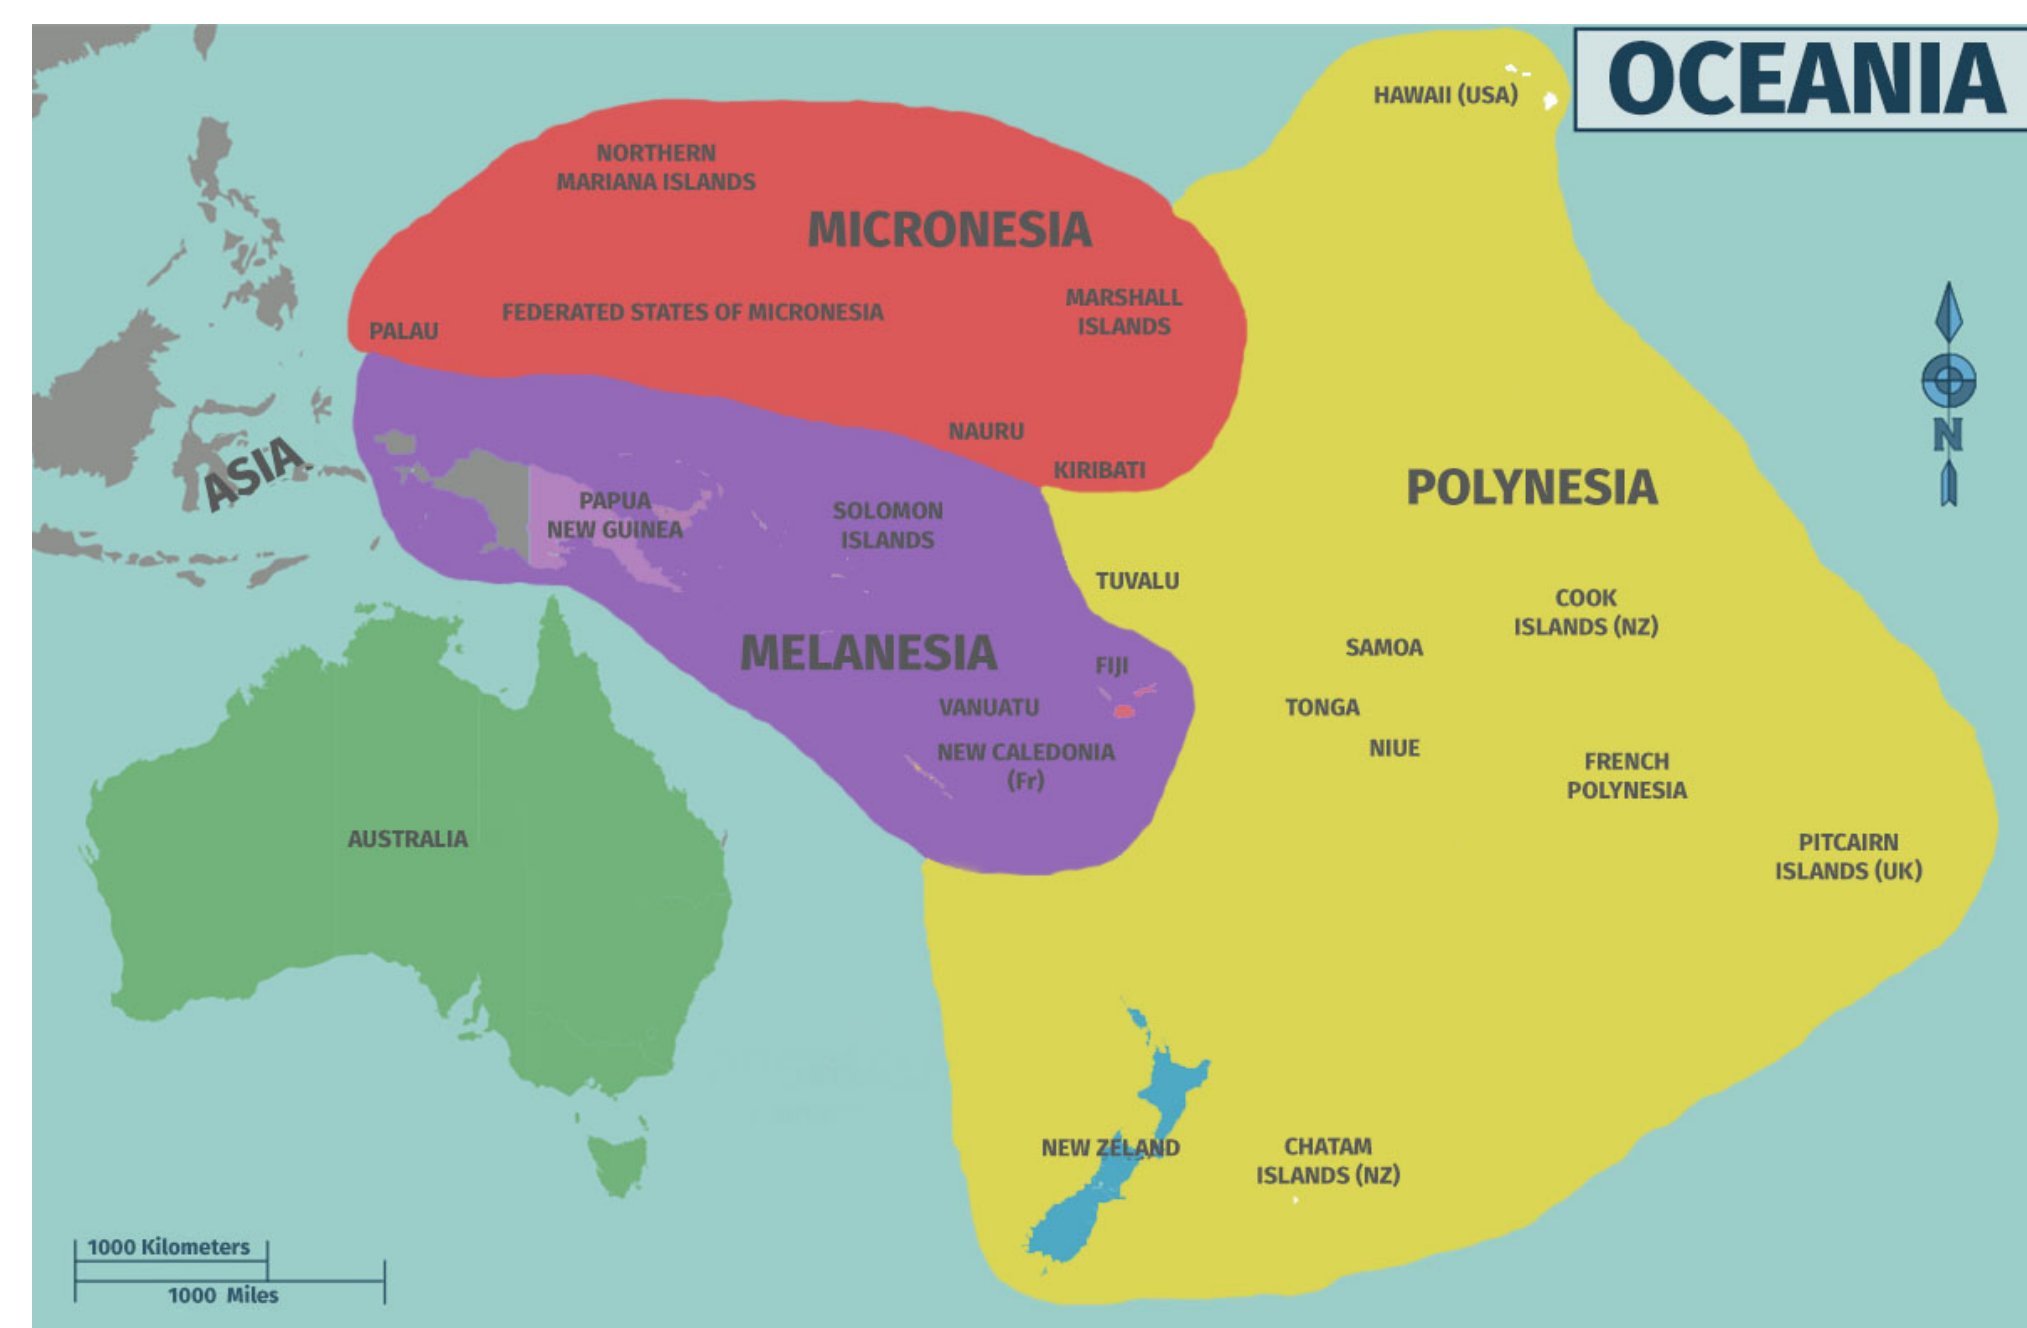 OCEANIA
HAWAII (USA)
NORTHERN
MARIANA ISLANDS
MICRONESIA
MARSHALL
ISLANDS
FEDERATED STATES OF MICRONESIA
PALAU
NAURU
KIRIBATI
N
ASIA
POLYNESIA
PAPUA
NEW GUINEA
SOLOMON
ISLANDS
TUVALU
COOK
ISLANDS (NZ)
SAMOA
MELANESIA
FIJI
VANUATU
TONGA
NIUE
NEW CALEDONIA
(Fr)
FRENCH
POLYNESIA
AUSTRALIA
PITCAIRN
ISLANDS (UK)
NEW ZELAND
CHATAM
ISLANDS (NZ)
1000 Kilometers
1000 Miles